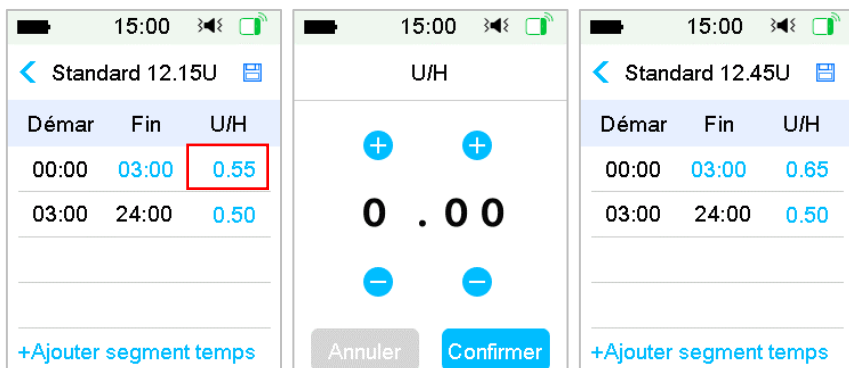 15:00
Standard 12.15U
Démar Fin U/H
00:00 03:00 0.55
03:00 24:00 0.50
+Ajouter segment temps
15:00
U/H
0 . 0 0
Annuler Confirmer
15:00
Standard 12.45U
Démar Fin U/H
00:00 03:00 0.65
03:00 24:00 0.50
+Ajouter segment temps